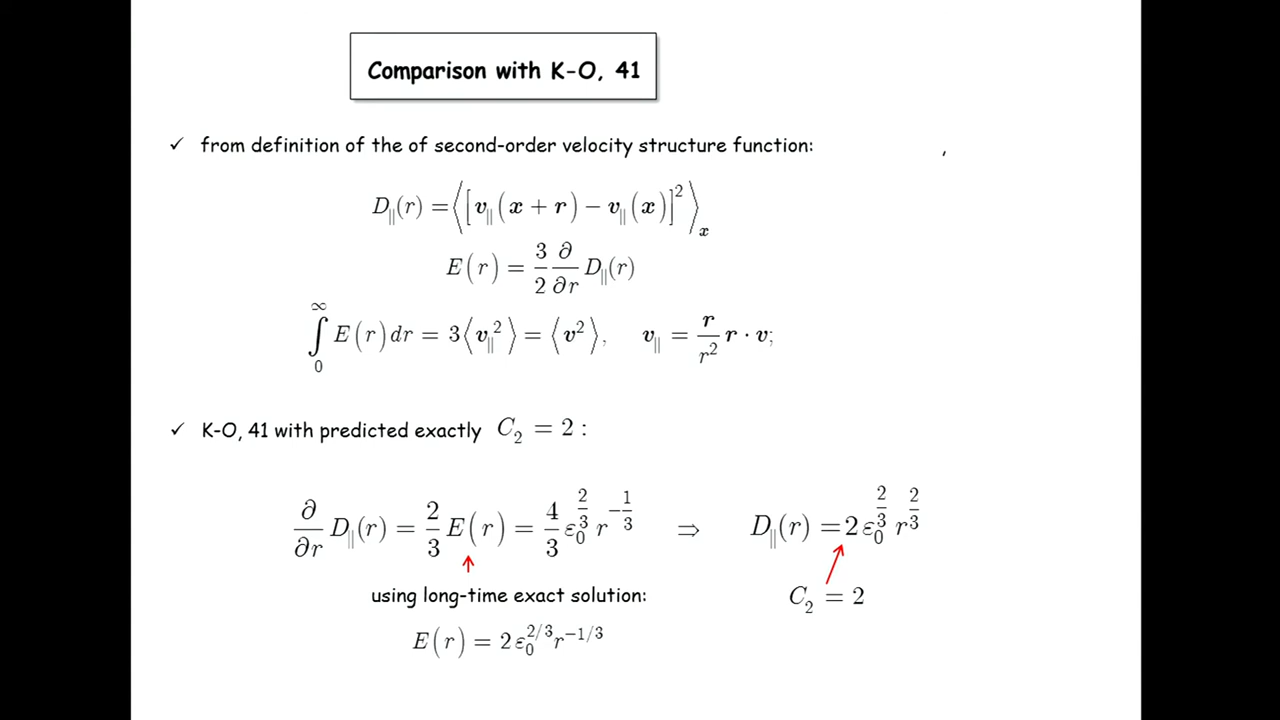 Comparison with K-O, 41
✓ from definition of the of second-order velocity structure function: ,
D_∥(r) = ⟨[v_∥(x + r) − v_∥(x)]^2⟩_x
E(r) = 3/2 ∂/∂r D_∥(r)
∫_0^∞ E(r)dr = 3⟨v_∥^2⟩ = ⟨v^2⟩, v_∥ = r/r^2 r · v;
✓ K-O, 41 with predicted exactly C_2 = 2 :
∂/∂r D_∥(r) = 2/3 E(r) = 4/3 ε_0^{2/3} r^{−1/3} ⇒ D_∥(r) = 2 ε_0^{2/3} r^{2/3}
using long-time exact solution: C_2 = 2
E(r) = 2 ε_0^{2/3} r^{−1/3}